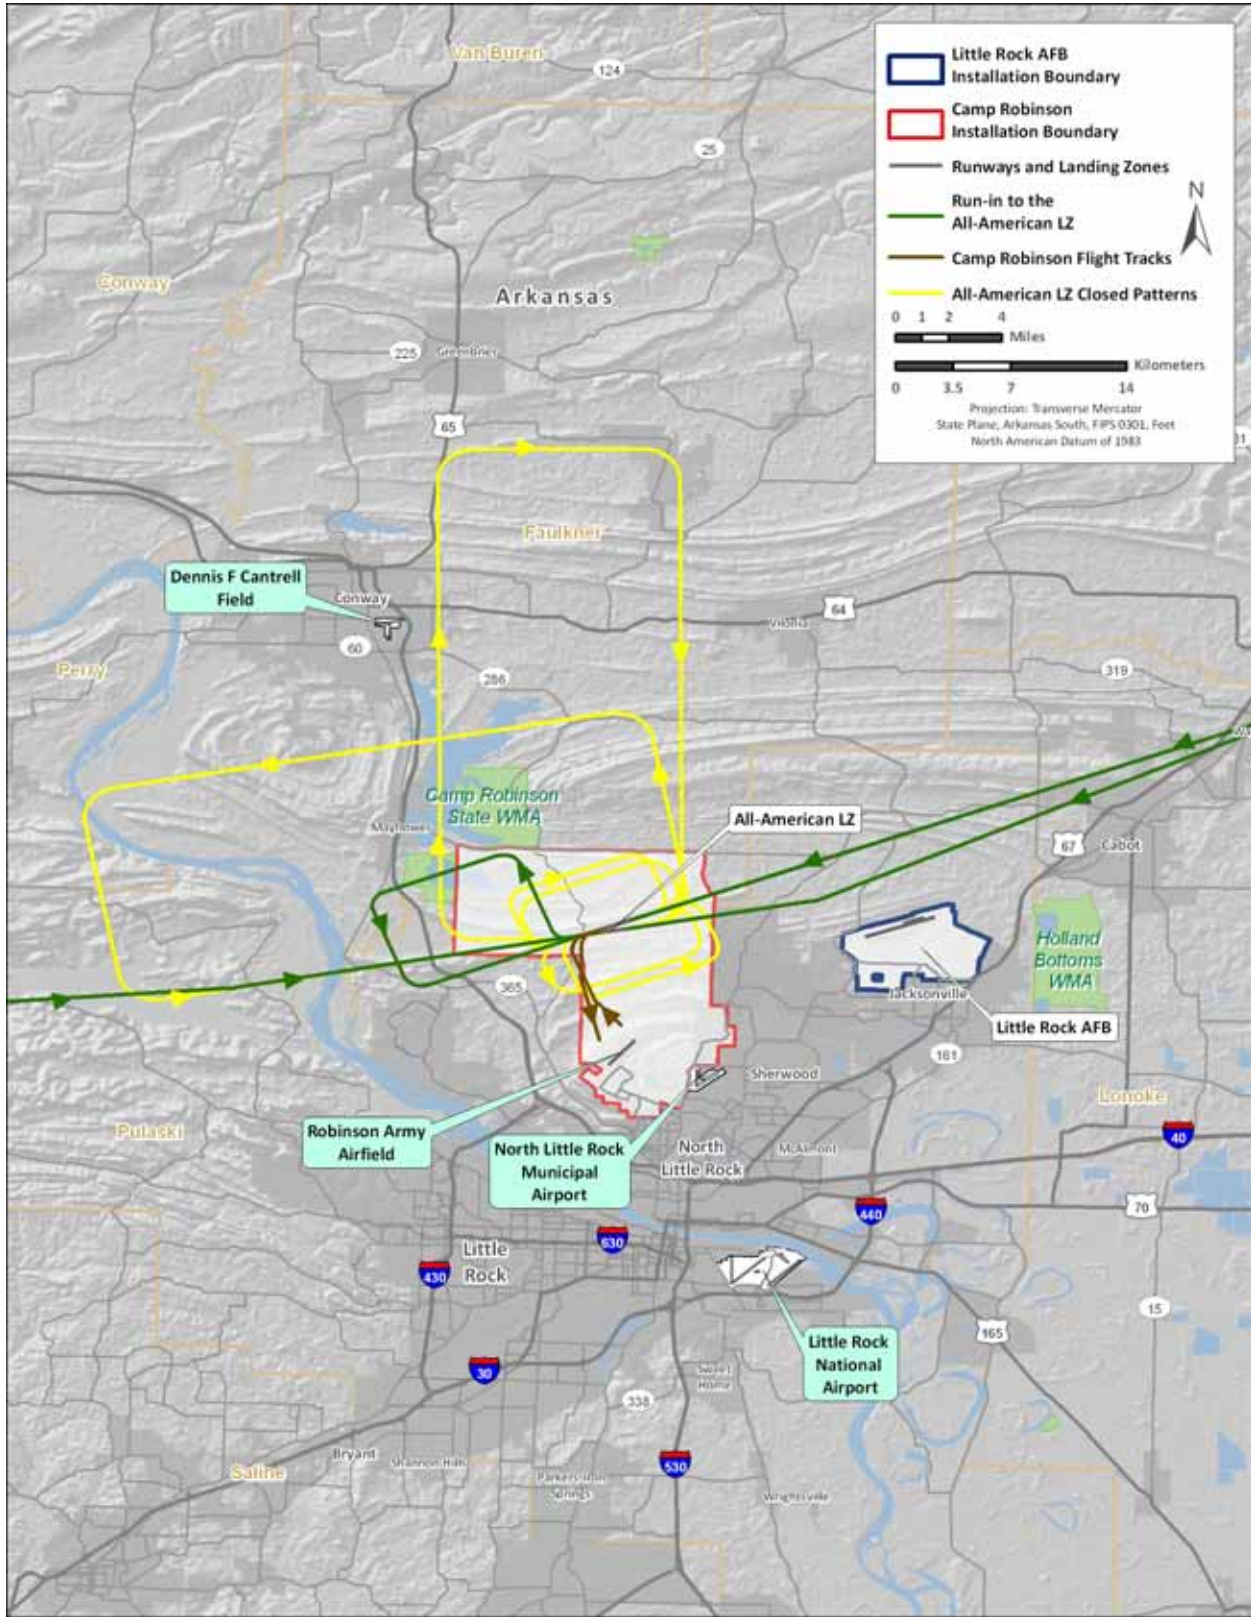 Van Buren
124
25
Conway
Arkansas
225
Greenbrier
65
Little Rock AFB
Installation Boundary
Camp Robinson
Installation Boundary
Runways and Landing Zones
N
Run-in to the
All-American LZ
Camp Robinson Flight Tracks
All-American LZ Closed Patterns
0 1 2 4
Miles
Kilometers
0 3.5 7 14
Projection: Transverse Mercator
State Plane, Arkansas South, FIPS 0301, Feet
North American Datum of 1983
Faulkner
Dennis F Cantrell
Field
Conway
64
Vilonia
60
Perry
286
319
Camp Robinson
State WMA
Mayflower
All-American LZ
67
Cabot
Holland
Bottoms
WMA
365
Jacksonville
Little Rock AFB
161
Sherwood
Lonoke
Pulaski
Robinson Army
Airfield
North Little Rock
Municipal
Airport
North
Little Rock
McAlmont
40
70
440
630
Little
Rock
430
15
165
Little Rock
National
Airport
30
Sweet
Home
338
Bryant
Shannon Hills
Saline
530
Parkers-Iron
Springs
Wrightsville